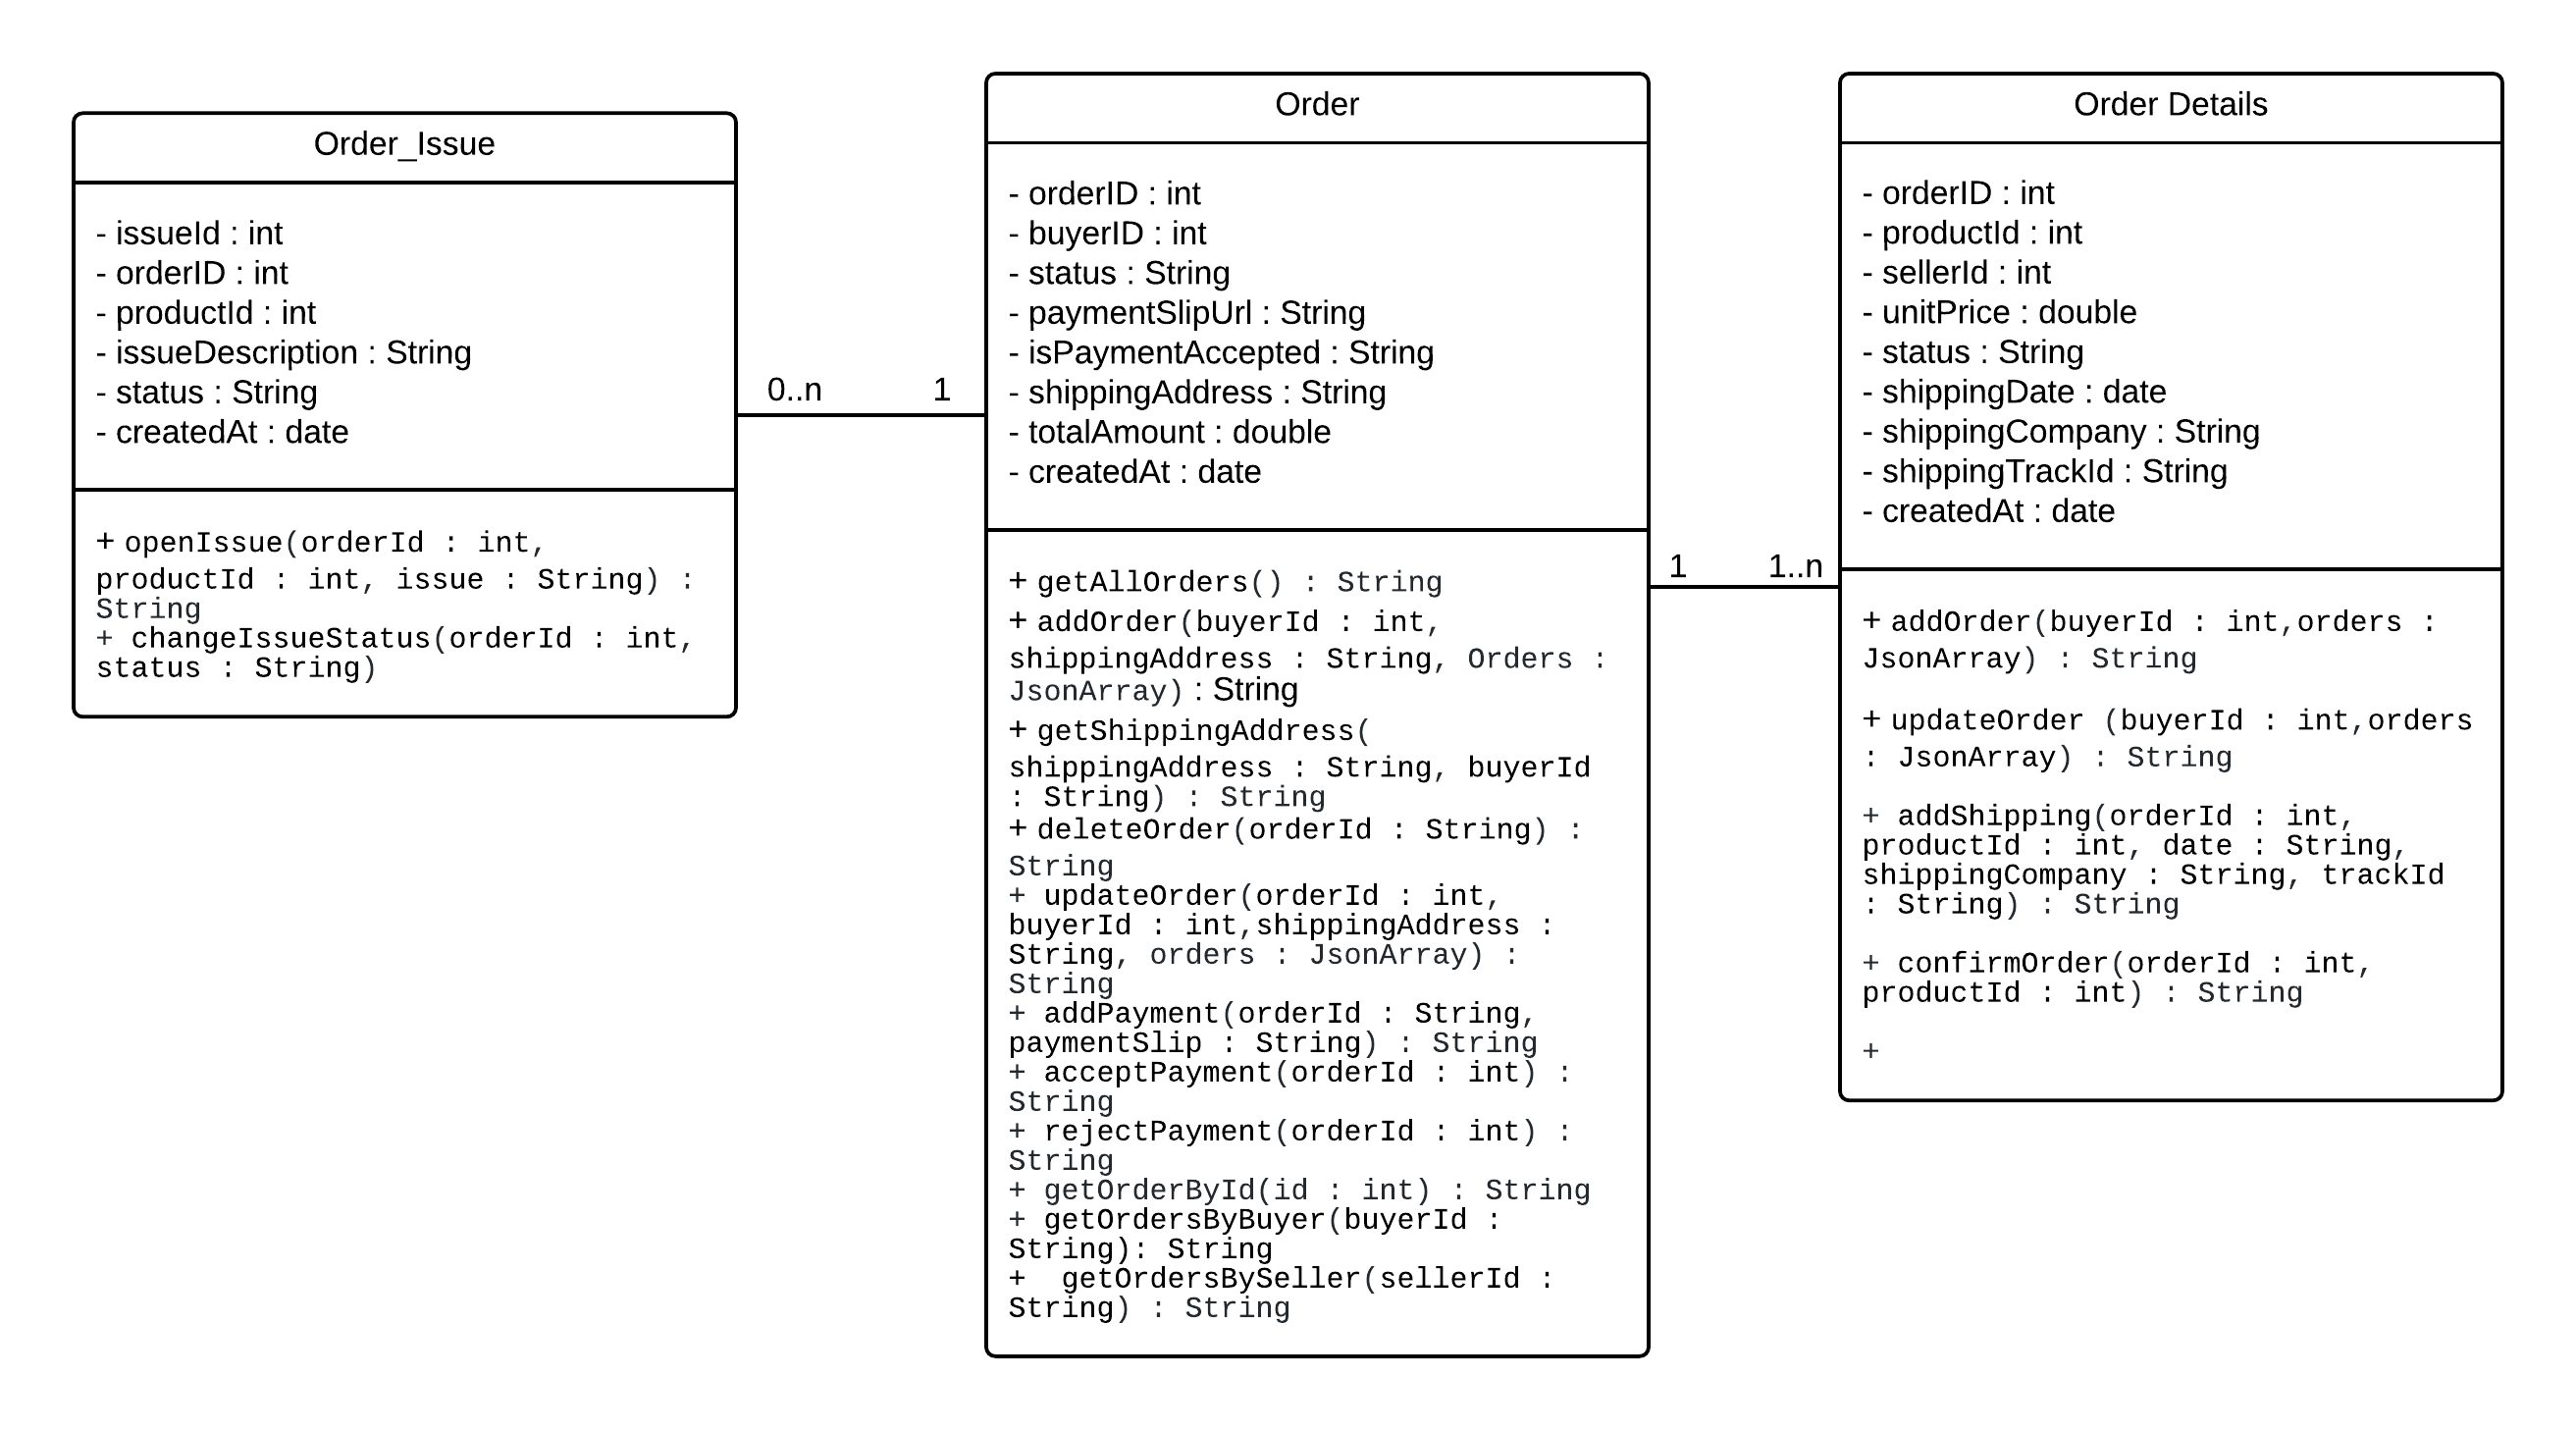 Order_Issue
- issueId : int
- orderID : int
- productId : int
- issueDescription : String
- status : String
- createdAt : date
+ openIssue(orderId : int,
productId : int, issue : String) :
String
+ changeIssueStatus(orderId : int,
status : String)
0..n
1
Order
- orderID : int
- buyerID : int
- status : String
- paymentSlipUrl : String
- isPaymentAccepted : String
- shippingAddress : String
- totalAmount : double
- createdAt : date
+ getAllOrders() : String
+ addOrder(buyerId : int,
shippingAddress : String, Orders :
JsonArray) : String
+ getShippingAddress(
shippingAddress : String, buyerId
: String) : String
+ deleteOrder(orderId : String) :
String
+ updateOrder(orderId : int,
buyerId : int,shippingAddress :
String, orders : JsonArray) :
String
+ addPayment(orderId : String,
paymentSlip : String) : String
+ acceptPayment(orderId : int) :
String
+ rejectPayment(orderId : int) :
String
+ getOrderById(id : int) : String
+ getOrdersByBuyer(buyerId :
String): String
+  getOrdersBySeller(sellerId :
String) : String
1
1..n
Order Details
- orderID : int
- productId : int
- sellerId : int
- unitPrice : double
- status : String
- shippingDate : date
- shippingCompany : String
- shippingTrackId : String
- createdAt : date
+ addOrder(buyerId : int,orders :
JsonArray) : String
+ updateOrder (buyerId : int,orders
: JsonArray) : String
+ addShipping(orderId : int,
productId : int, date : String,
shippingCompany : String, trackId
: String) : String
+ confirmOrder(orderId : int,
productId : int) : String
+